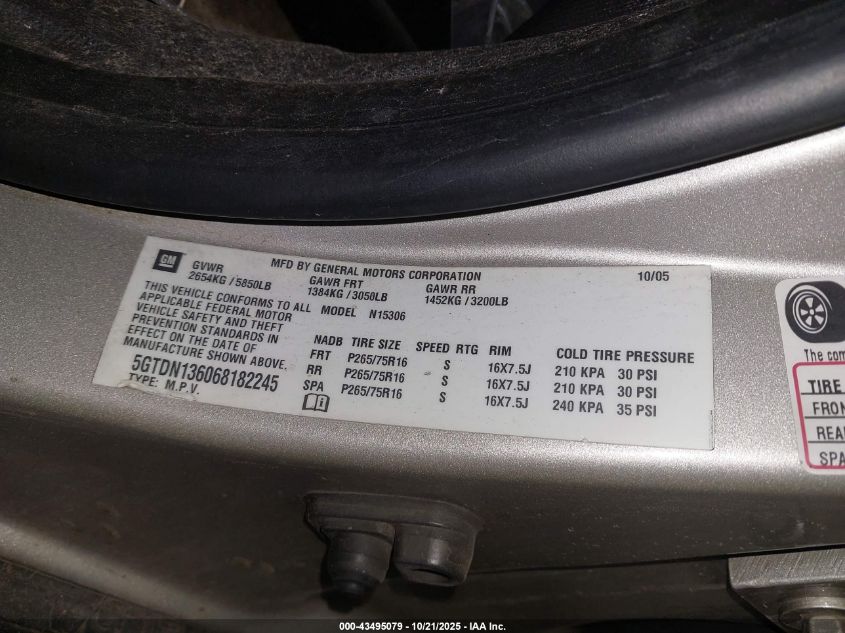 GM
GVWR
2654KG / 5850LB
MFD BY GENERAL MOTORS CORPORATION
10/05
GAWR FRT
1384KG / 3050LB
GAWR RR
1452KG / 3200LB
THIS VEHICLE CONFORMS TO ALL
APPLICABLE FEDERAL MOTOR
VEHICLE SAFETY AND THEFT
PREVENTION STANDARDS IN
EFFECT ON THE DATE OF
MANUFACTURE SHOWN ABOVE.
5GTDN136068182245
TYPE: M.P.V.
MODEL N15306
NADB TIRE SIZE SPEED RTG RIM COLD TIRE PRESSURE
FRT P265/75R16 S 16X7.5J 210 KPA 30 PSI
RR P265/75R16 S 16X7.5J 210 KPA 30 PSI
SPA P265/75R16 S 16X7.5J 240 KPA 35 PSI
The com
TIRE
FRON
REA
SPA
000-43495079 - 10/21/2025 - IAA Inc.